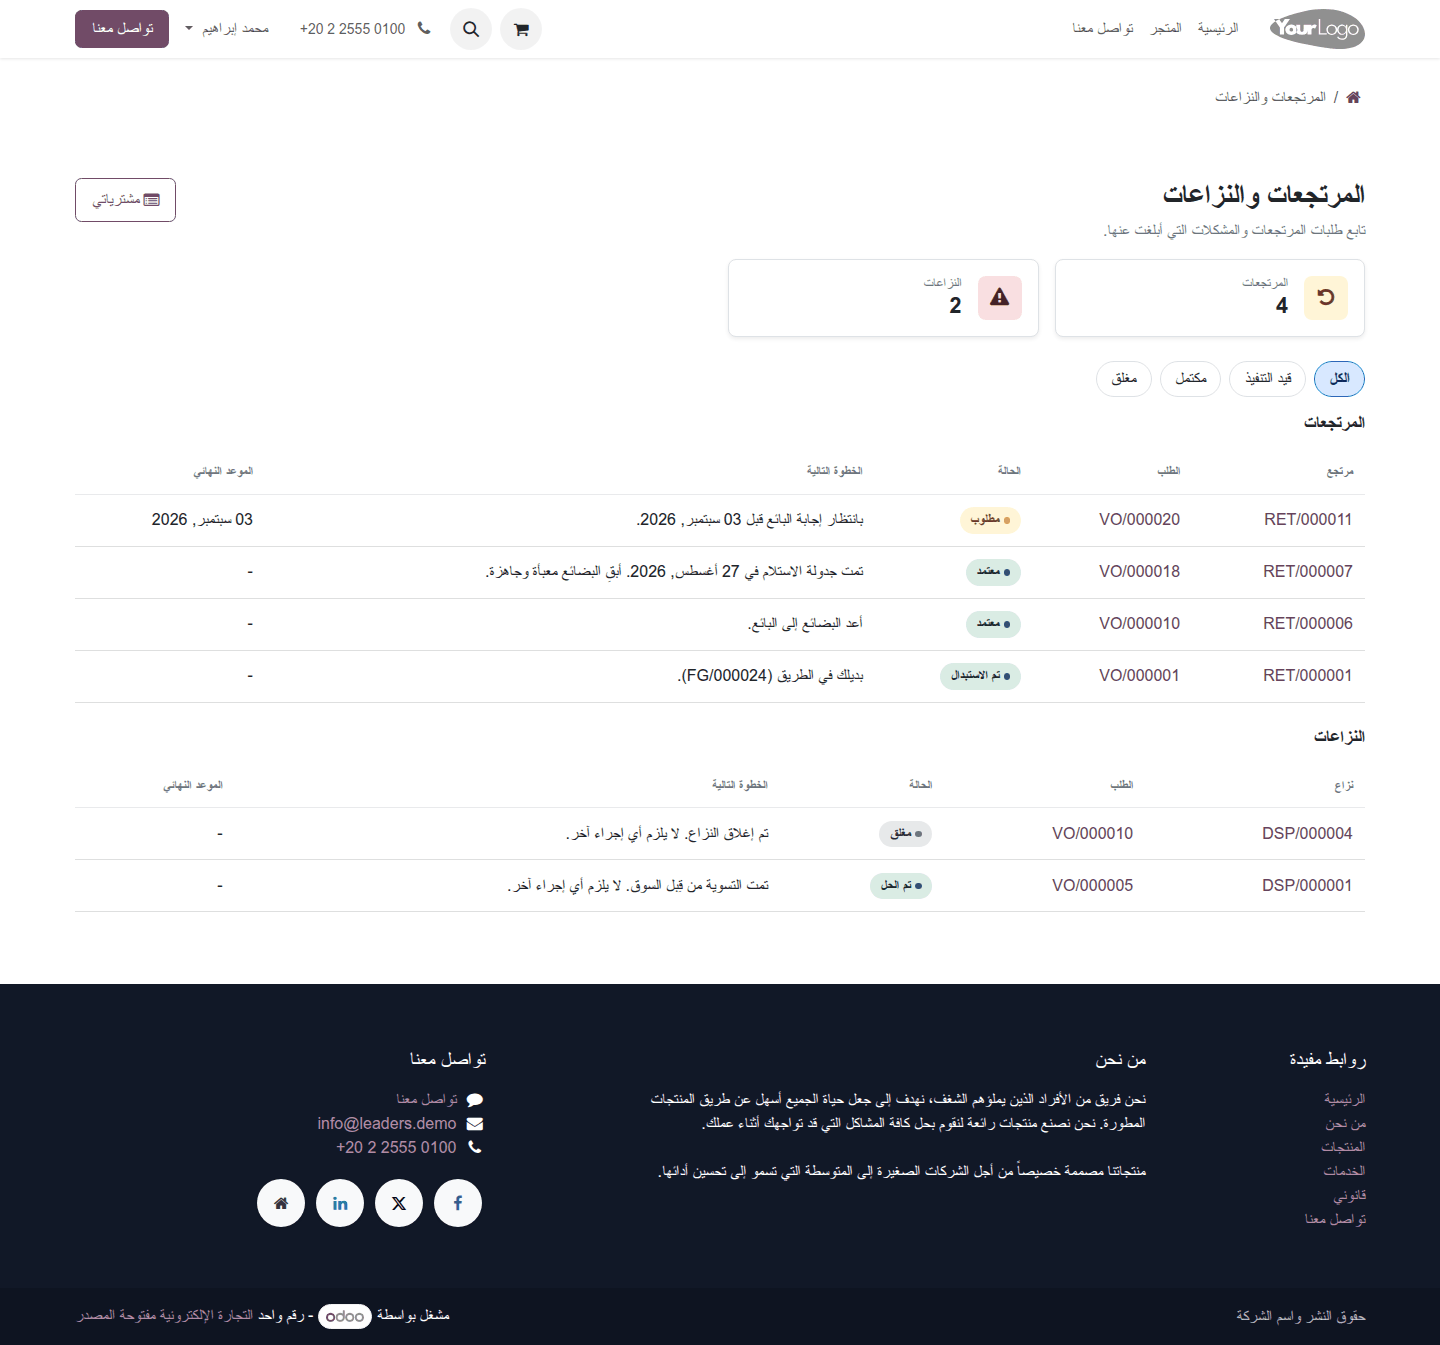 YourLogo
الرئيسية
المتجر
تواصل معنا
+20 2 2555 0100
محمد إبراهيم
تواصل معنا
/ المرتجعات والنزاعات
المرتجعات والنزاعات
مشترياتي
تابع طلبات المرتجعات والمشكلات التي أبلغت عنها.
المرتجعات
4
النزاعات
2
الكل
قيد التنفيذ
مكتمل
مغلق
المرتجعات
مرتجع الطلب الحالة الخطوة التالية الموعد النهائي
RET/000011 VO/000020 مطلوب بانتظار إجابة البائع قبل 03 سبتمبر, 2026. 03 سبتمبر, 2026
RET/000007 VO/000018 معتمد تمت جدولة الاستلام في 27 أغسطس, 2026. أبقِ البضائع معبأة وجاهزة. -
RET/000006 VO/000010 معتمد أعد البضائع إلى البائع. -
RET/000001 VO/000001 تم الاستبدال بديلك في الطريق (FG/000024). -
النزاعات
نزاع الطلب الحالة الخطوة التالية الموعد النهائي
DSP/000004 VO/000010 مغلق تم إغلاق النزاع. لا يلزم أي إجراء آخر. -
DSP/000001 VO/000005 تم الحل تمت التسوية من قِبل السوق. لا يلزم أي إجراء آخر. -
روابط مفيدة
الرئيسية
من نحن
المنتجات
الخدمات
قانوني
تواصل معنا
من نحن
نحن فريق من الأفراد الذين يملؤهم الشغف، نهدف إلى جعل حياة الجميع أسهل عن طريق المنتجات
المطورة. نحن نصنع منتجات رائعة لنقوم بحل كافة المشاكل التي قد تواجهك أثناء عملك.
منتجاتنا مصممة خصيصاً من أجل الشركات الصغيرة إلى المتوسطة التي تسمو إلى تحسين أدائها.
تواصل معنا
تواصل معنا
info@leaders.demo
+20 2 2555 0100
حقوق النشر واسم الشركة
مشغل بواسطة odoo - رقم واحد التجارة الإلكترونية مفتوحة المصدر